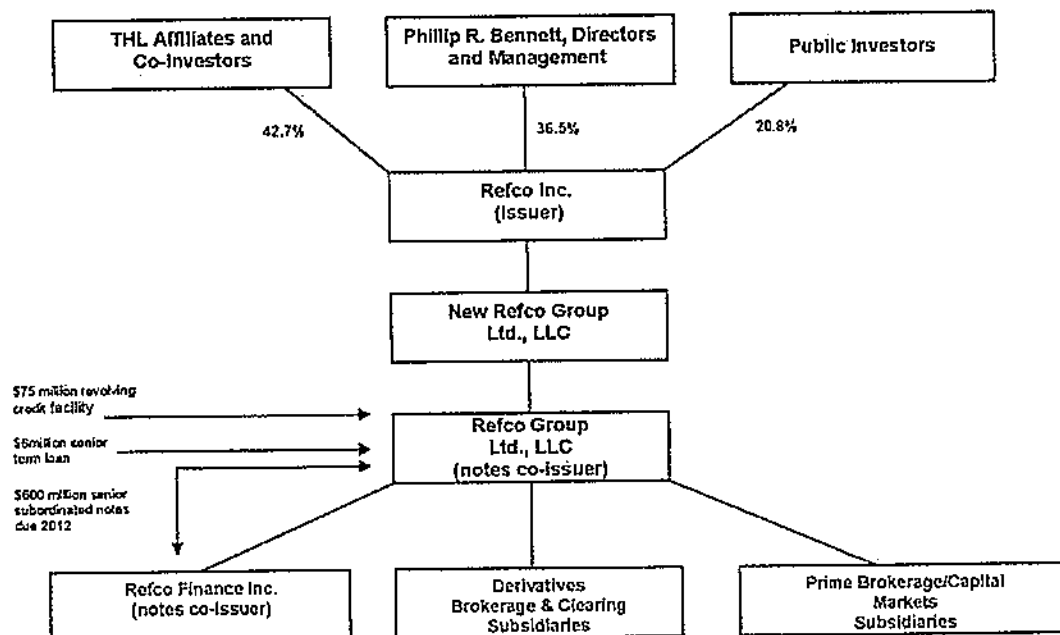 THL Affiliates and
Co-Investors
Phillip R. Bennett, Directors
and Management
Public Investors
42.7%
36.5%
20.8%
Refco Inc.
(Issuer)
New Refco Group
Ltd., LLC
$75 million revolving
credit facility
Refco Group
Ltd., LLC
(notes co-issuer)
$6million senior
term loan
$600 million senior
subordinated notes
due 2012
Refco Finance Inc.
(notes co-issuer)
Derivatives
Brokerage & Clearing
Subsidiaries
Prime Brokerage/Capital
Markets
Subsidiaries